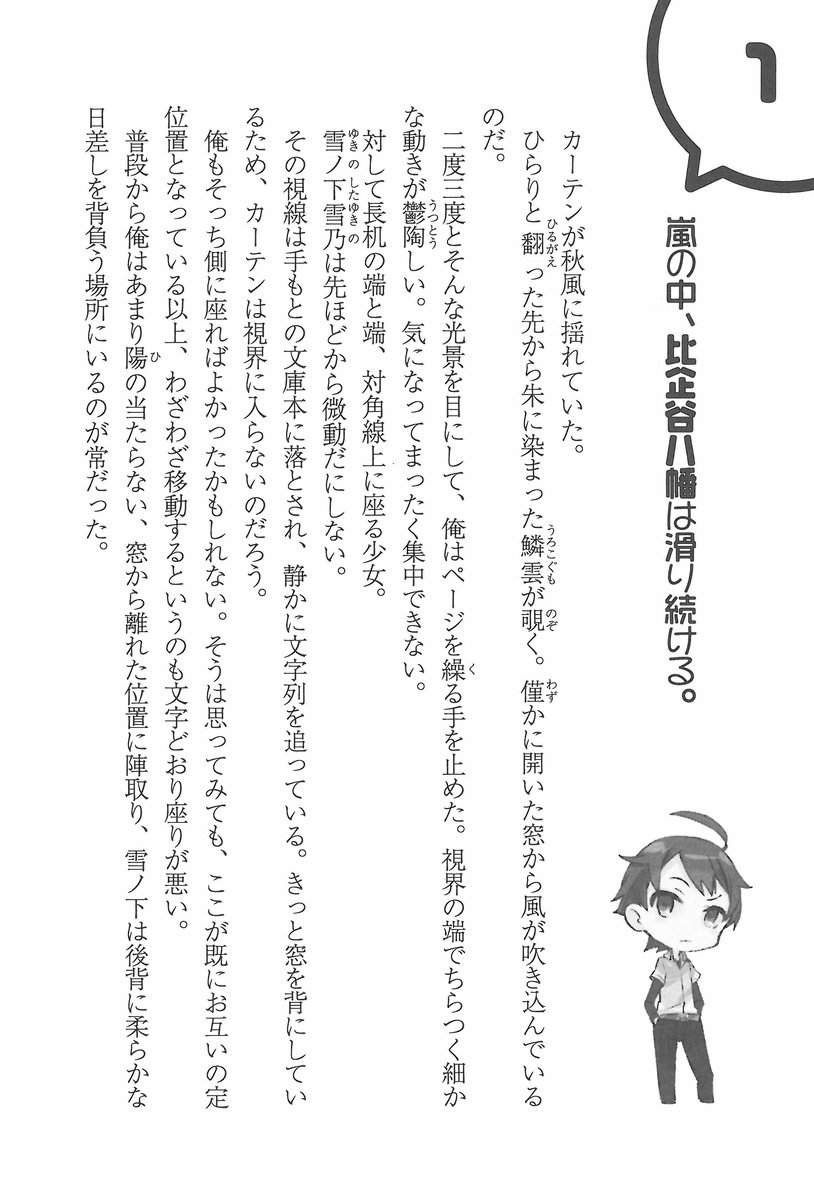 1
嵐の中、比企谷八幡は滑り続ける。
カーテンが秋風に揺れていた。
ひらりと翻った先から朱に染まった鱗雲が覗く。僅かに開いた窓から風が吹き込んでいる
のだ。
二度三度とそんな光景を目にして、俺はページを繰る手を止めた。視界の端でちらつく細か
な動きが鬱陶しい。気になってまったく集中できない。
対して長机の端と端、対角線上に座る少女。
雪ノ下雪乃は先ほどから微動だにしない。
その視線は手もとの文庫本に落とされ、静かに文字列を追っている。きっと窓を背にしてい
るため、カーテンは視界に入らないのだろう。
俺もそっち側に座ればよかったかもしれない。そうは思ってみても、ここが既にお互いの定
位置となっている以上、わざわざ移動するというのも文字どおり座りが悪い。
普段から俺はあまり陽の当たらない、窓から離れた位置に陣取り、雪ノ下は後背に柔らかな
日差しを背負う場所にいるのが常だった。